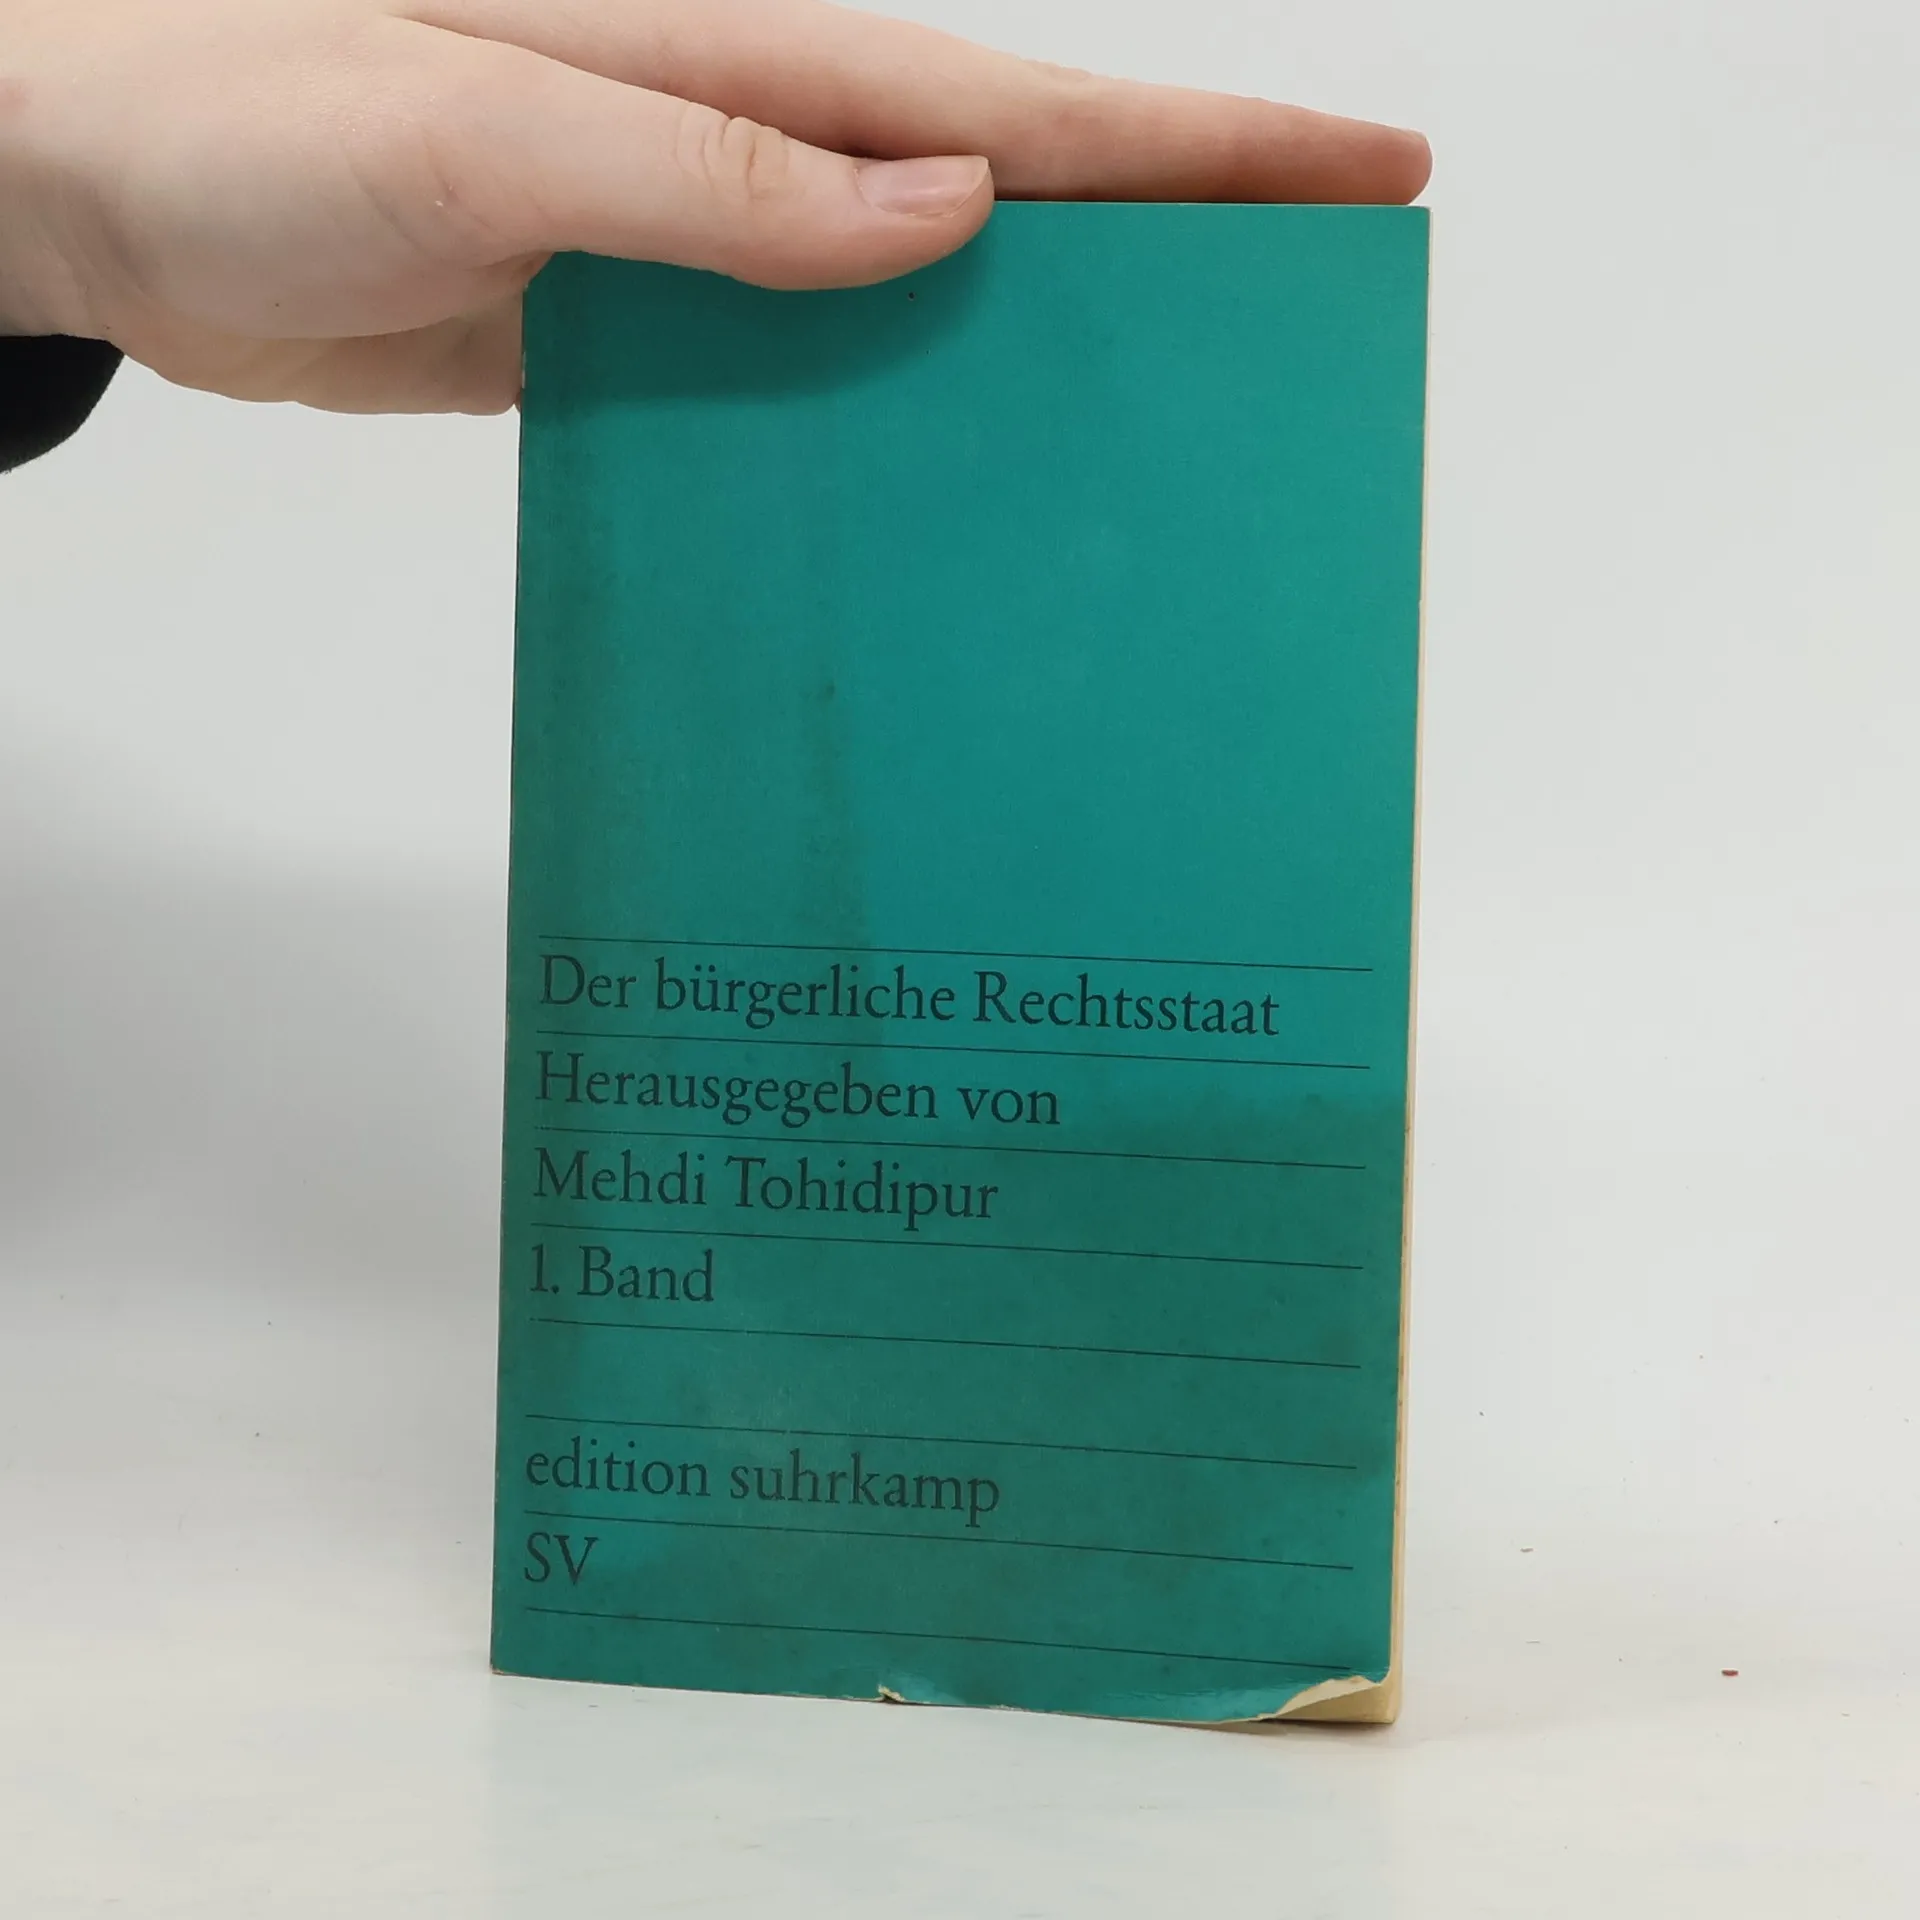 Der bürgerliche Rechtsstaat
Herausgegeben von
Mehdi Tohidipur
1. Band
edition suhrkamp
SV